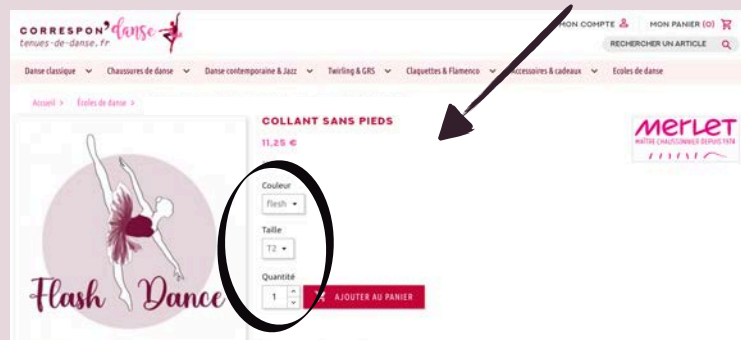 CORRESPON'danse
tenues-de-danse.fr
MON COMPTE
MON PANIER (0)
RECHERCHER UN ARTICLE
Danse classique
Chaussures de danse
Danse contemporaine & Jazz
Twirling & GRS
Claquettes & Flamenco
Accessoires & cadeaux
Ecoles de danse
Accueil > Écoles de danse >
COLLANT SANS PIEDS
11,25 €
Merlet
MAÎTRE CHAUSSONNIER DEPUIS 1974
Couleur
flesh
Taille
T2
Quantité
1
AJOUTER AU PANIER
Flash Dance